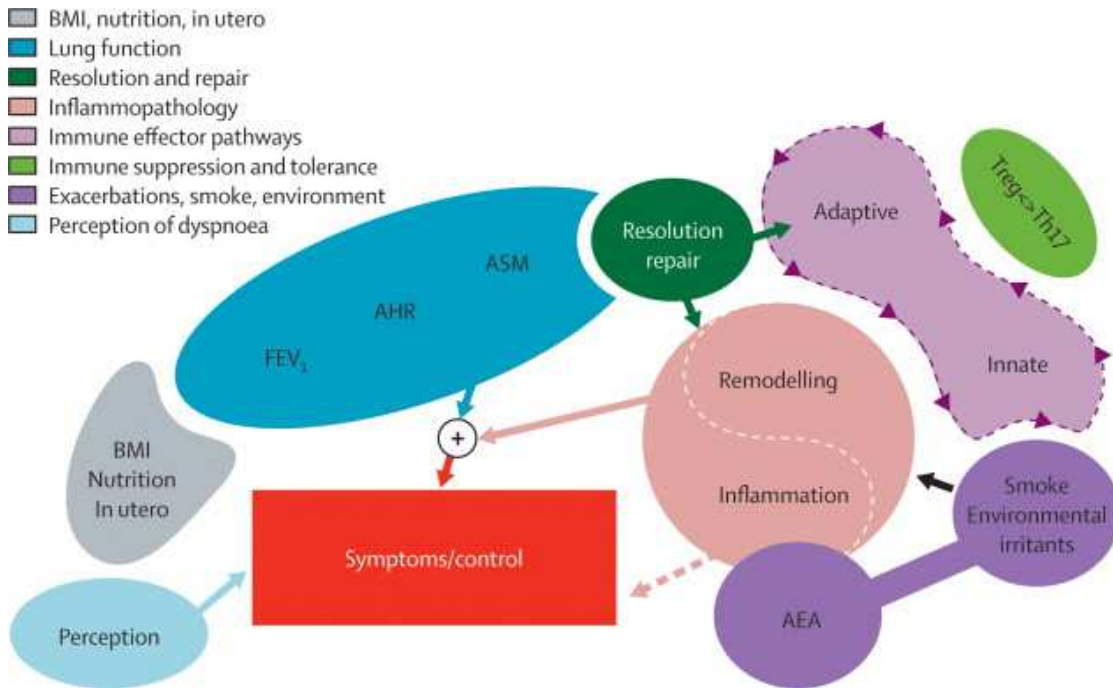 BMI, nutrition, in utero
Lung function
Resolution and repair
Inflammopathology
Immune effector pathways
Immune suppression and tolerance
Exacerbations, smoke, environment
Perception of dyspnoea
Adaptive
Treg<>Th17
Resolution
repair
ASM
AHR
FEV₁
Remodelling
Innate
+
BMI
Nutrition
In utero
Inflammation
Smoke
Environmental
irritants
Symptoms/control
AEA
Perception